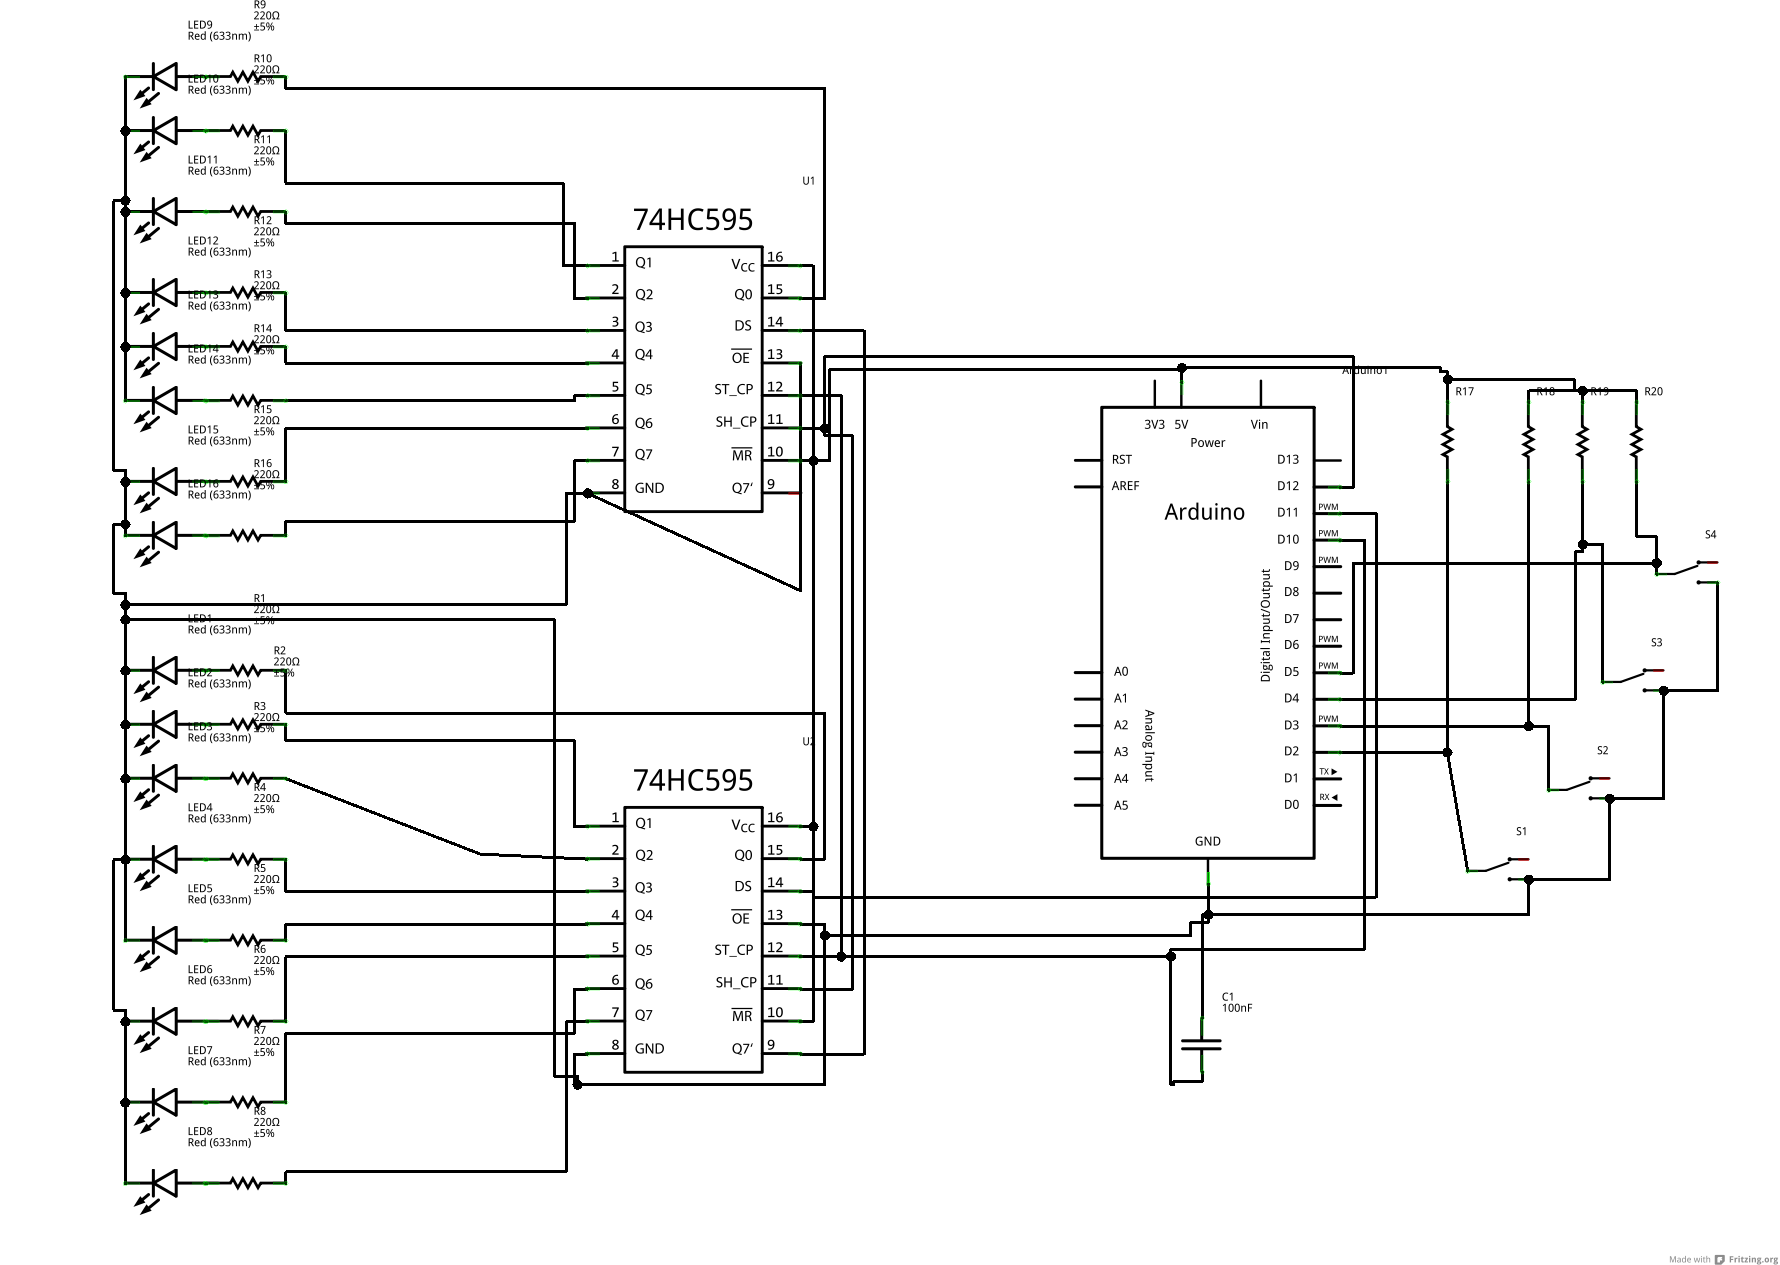 R9
220Ω
±5%
LED9
Red (633nm)
R10
220Ω
±5%
LED10
Red (633nm)
R11
220Ω
±5%
LED11
Red (633nm)
R12
220Ω
±5%
LED12
Red (633nm)
R13
220Ω
±5%
LED13
Red (633nm)
R14
220Ω
±5%
LED14
Red (633nm)
R15
220Ω
±5%
LED15
Red (633nm)
R16
220Ω
±5%
LED16
Red (633nm)
R1
220Ω
±5%
LED1
Red (633nm)
R2
220Ω
±5%
LED2
Red (633nm)
R3
220Ω
±5%
LED3
Red (633nm)
R4
220Ω
±5%
LED4
Red (633nm)
R5
220Ω
±5%
LED5
Red (633nm)
R6
220Ω
±5%
LED6
Red (633nm)
R7
220Ω
±5%
LED7
Red (633nm)
R8
220Ω
±5%
LED8
Red (633nm)
U1
74HC595
1 Q1 VCC 16
2 Q2 Q0 15
3 Q3 DS 14
4 Q4 OE 13
5 Q5 ST_CP 12
6 Q6 SH_CP 11
7 Q7 MR 10
8 GND Q7' 9
U2
74HC595
1 Q1 VCC 16
2 Q2 Q0 15
3 Q3 DS 14
4 Q4 OE 13
5 Q5 ST_CP 12
6 Q6 SH_CP 11
7 Q7 MR 10
8 GND Q7' 9
Arduino1
3V3 5V Vin
Power
RST D13
AREF D12
Arduino
D11 PWM
D10 PWM
D9 PWM
D8
D7
D6 PWM
A0 D5 PWM
A1 D4
A2 D3 PWM
A3 D2
A4 D1 TX
A5 D0 RX
Digital Input/Output
Analog Input
GND
C1
100nF
R17
R18
R19
R20
S4
S3
S2
S1
Made with Fritzing.org